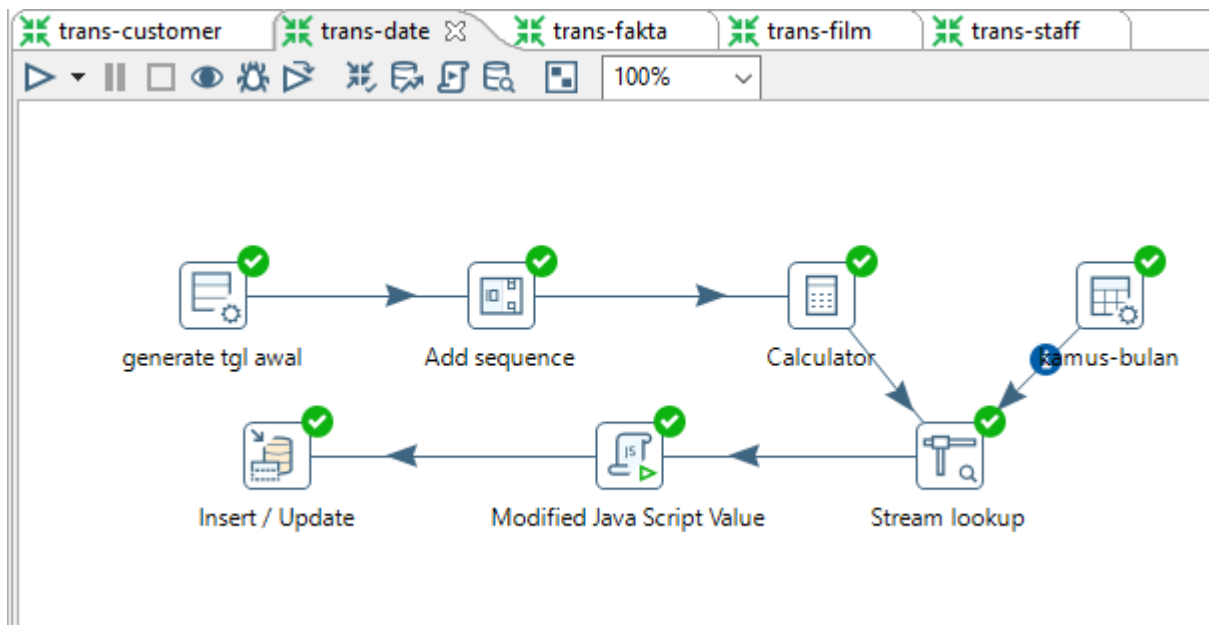 trans-customer
trans-date
trans-fakta
trans-film
trans-staff
100%
generate tgl awal
Add sequence
Calculator
kamus-bulan
Insert / Update
Modified Java Script Value
Stream lookup